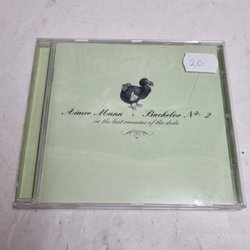 20
Aimee Mann • Bachelor No. 2
or the last remains of the dodo